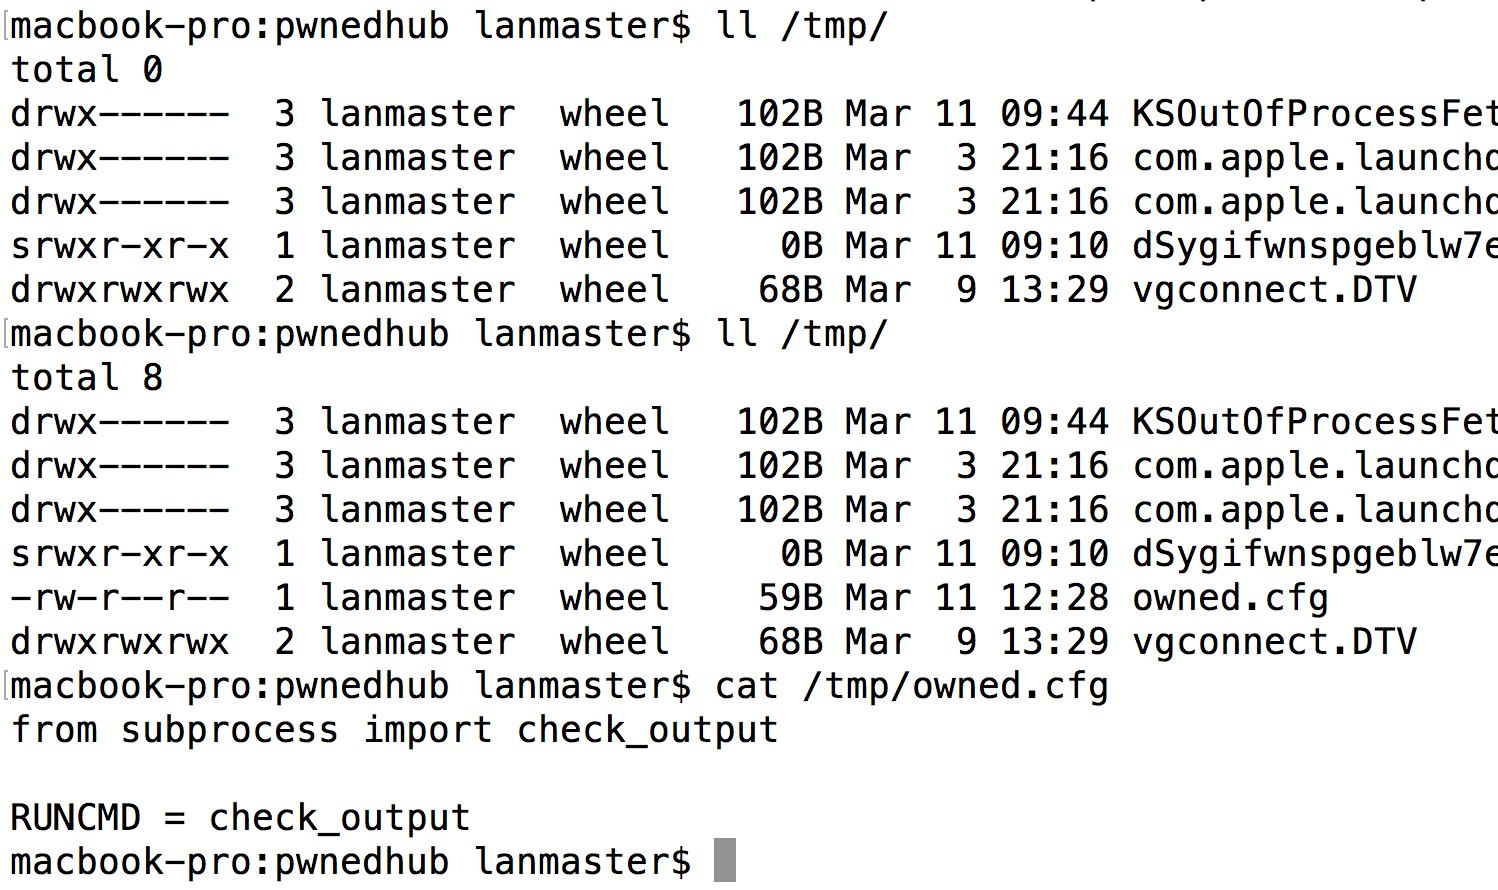 macbook-pro:pwnedhub lanmaster$ ll /tmp/
total 0
drwx------  3 lanmaster  wheel   102B Mar 11 09:44 KSOutOfProcessFet
drwx------  3 lanmaster  wheel   102B Mar  3 21:16 com.apple.launchd
drwx------  3 lanmaster  wheel   102B Mar  3 21:16 com.apple.launchd
srwxr-xr-x  1 lanmaster  wheel     0B Mar 11 09:10 dSygifwnspgeblw7e
drwxrwxrwx  2 lanmaster  wheel    68B Mar  9 13:29 vgconnect.DTV
macbook-pro:pwnedhub lanmaster$ ll /tmp/
total 8
drwx------  3 lanmaster  wheel   102B Mar 11 09:44 KSOutOfProcessFet
drwx------  3 lanmaster  wheel   102B Mar  3 21:16 com.apple.launchd
drwx------  3 lanmaster  wheel   102B Mar  3 21:16 com.apple.launchd
srwxr-xr-x  1 lanmaster  wheel     0B Mar 11 09:10 dSygifwnspgeblw7e
-rw-r--r--  1 lanmaster  wheel    59B Mar 11 12:28 owned.cfg
drwxrwxrwx  2 lanmaster  wheel    68B Mar  9 13:29 vgconnect.DTV
macbook-pro:pwnedhub lanmaster$ cat /tmp/owned.cfg
from subprocess import check_output

RUNCMD = check_output
macbook-pro:pwnedhub lanmaster$